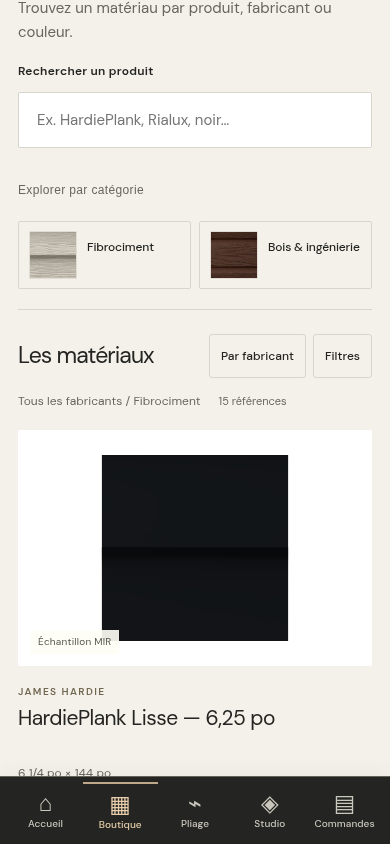 Trouvez un matériau par produit, fabricant ou
couleur.
Rechercher un produit
Ex. HardiePlank, Rialux, noir…
Explorer par catégorie
Fibrociment
Bois & ingénierie
Les matériaux
Par fabricant
Filtres
Tous les fabricants / Fibrociment
15 références
Échantillon MIR
JAMES HARDIE
HardiePlank Lisse — 6,25 po
6 1/4 po × 144 po
Accueil
Boutique
Pliage
Studio
Commandes